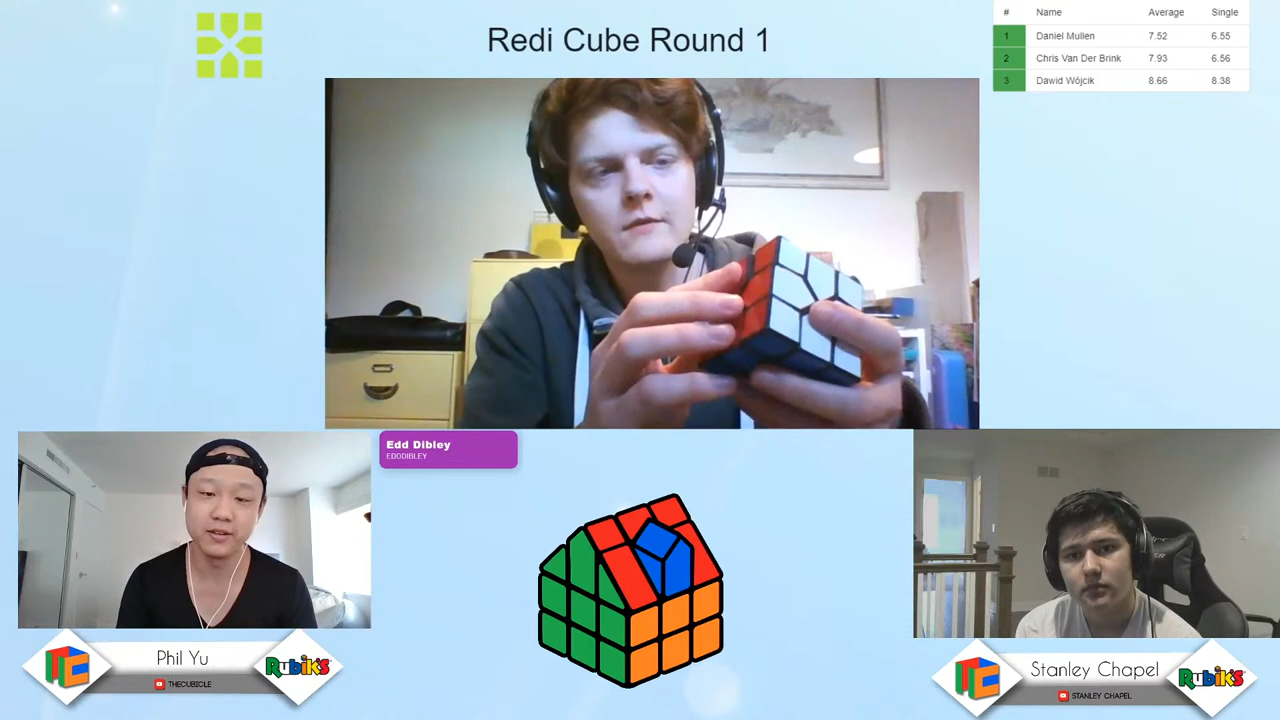 Redi Cube Round 1
# Name Average Single
1 Daniel Mullen 7.52 6.55
2 Chris Van Der Brink 7.93 6.56
3 Dawid Wójcik 8.66 8.38
Edd Dibley
EDDDIBLEY
Phil Yu
RUBIK'S
THECUBICLE
Stanley Chapel
RUBIK'S
STANLEY CHAPEL